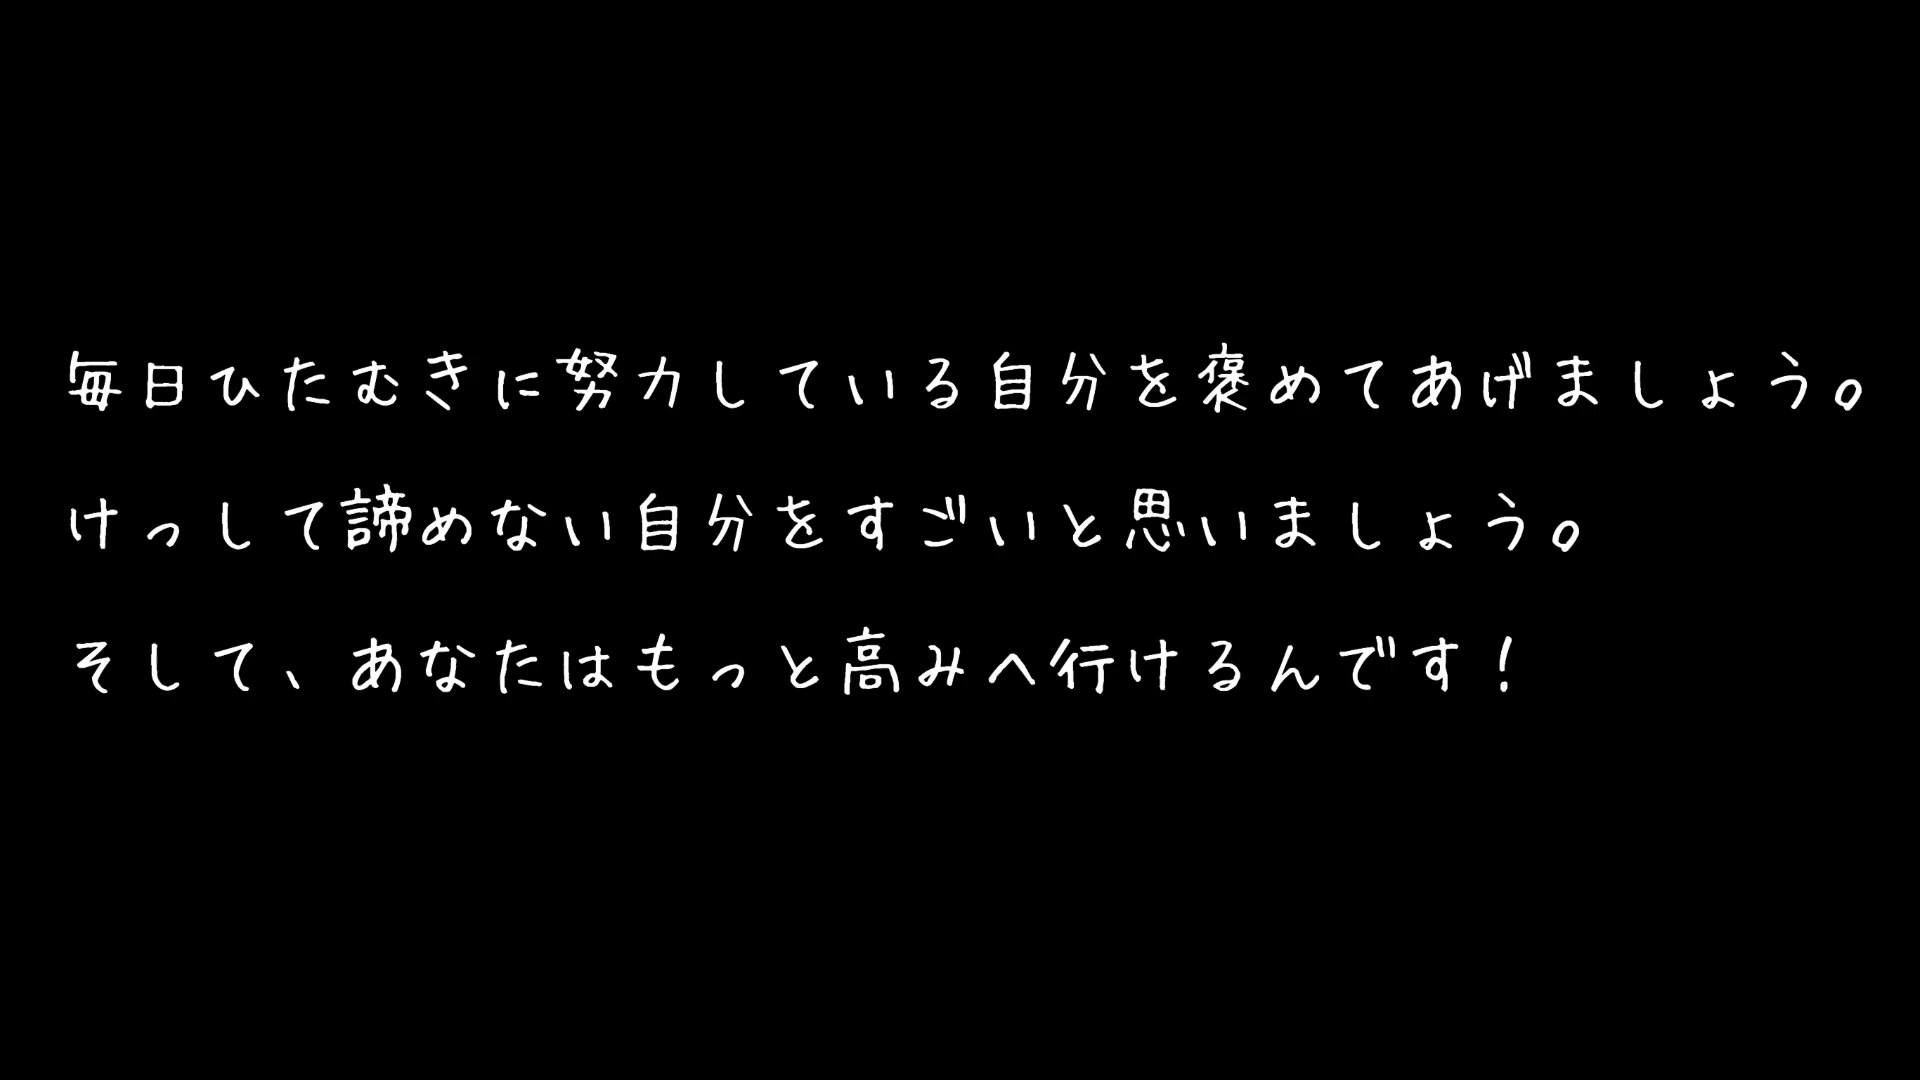 毎日ひたむきに努力している自分を褒めてあげましょう。
けっして諦めない自分をすごいと思いましょう。
そして、あなたはもっと高みへ行けるんです！